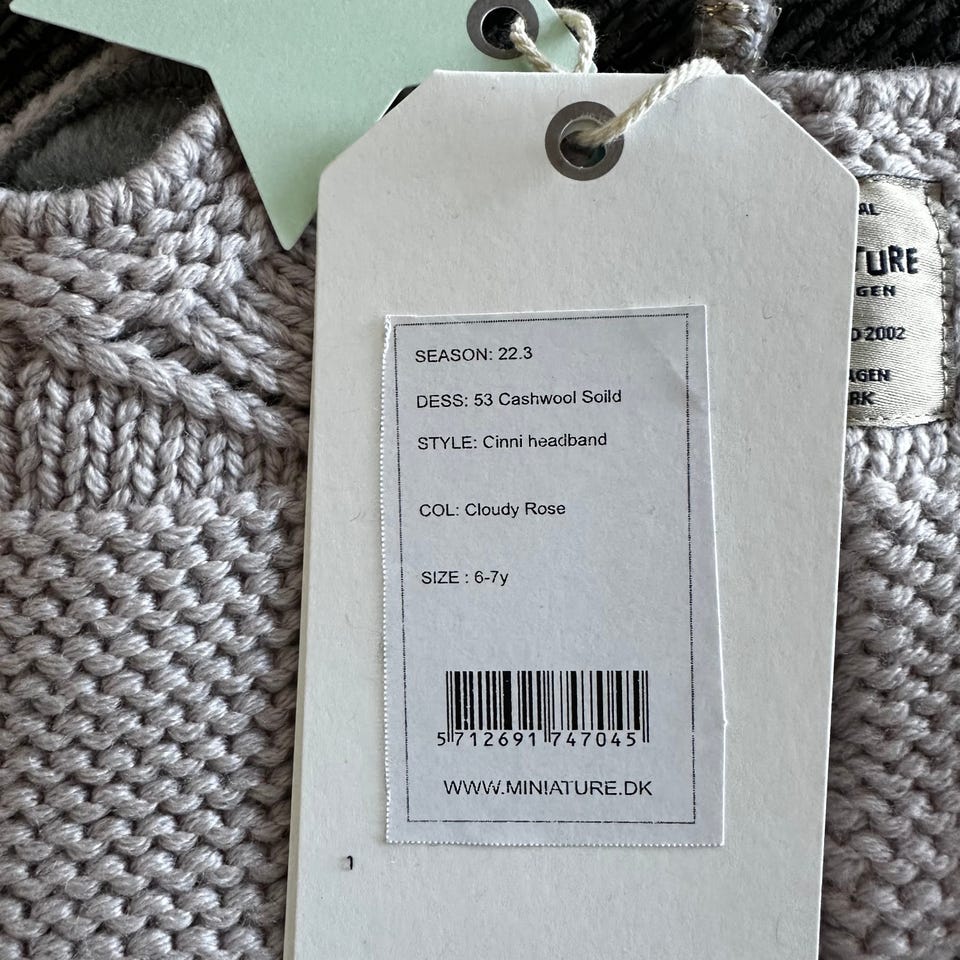 SEASON: 22.3
DESS: 53 Cashwool Soild
STYLE: Cinni headband
COL: Cloudy Rose
SIZE : 6-7y
5 712691 747045
WWW.MINIATURE.DK
1
AL
TURE
GEN
2002
AGEN
RK